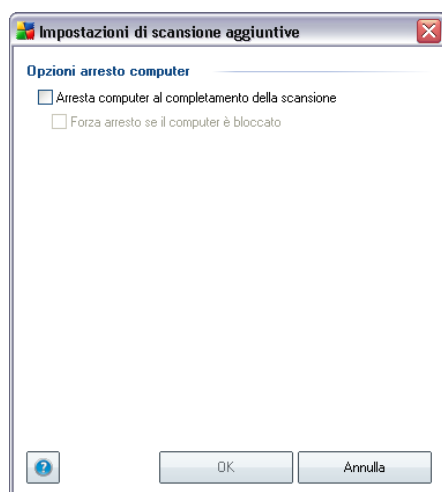 Impostazioni di scansione aggiuntive
Opzioni arresto computer
Arresta computer al completamento della scansione
Forza arresto se il computer è bloccato
OK
Annulla